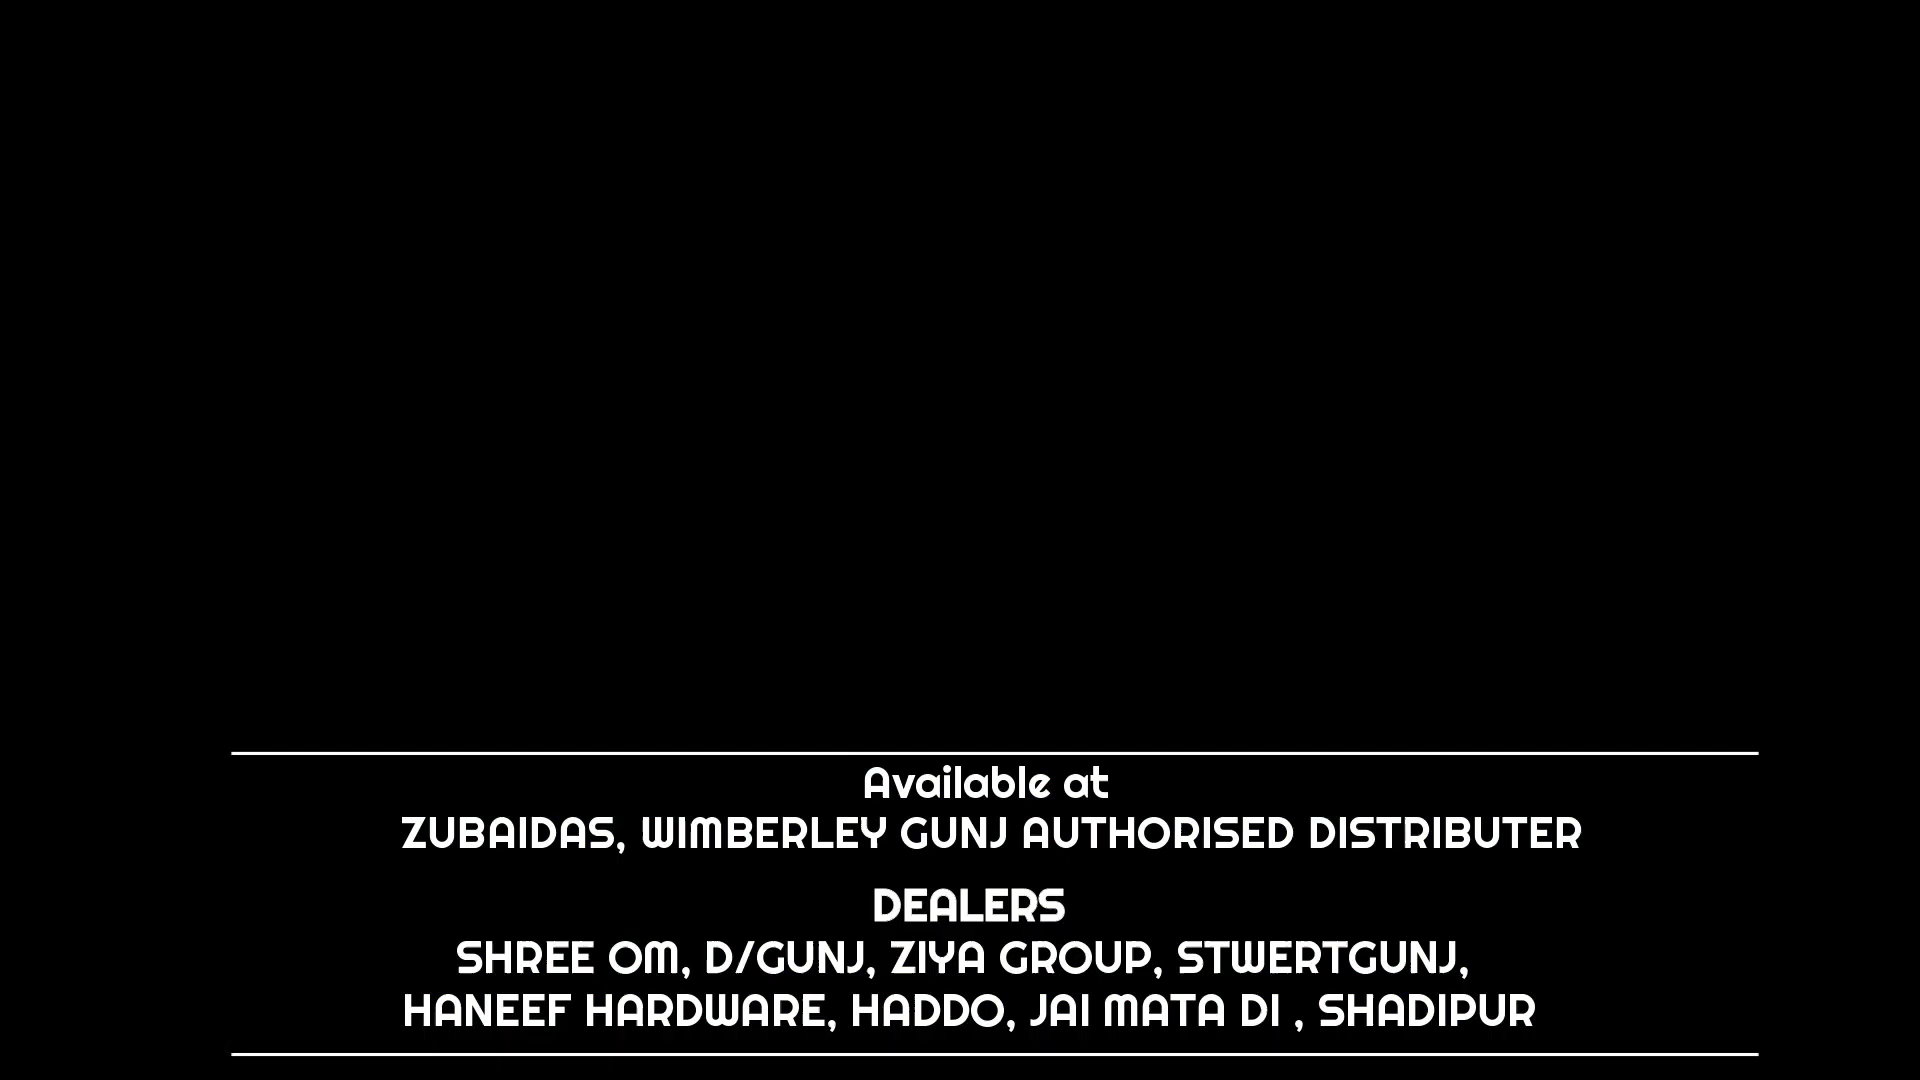 Available at
ZUBAIDAS, WIMBERLEY GUNJ AUTHORISED DISTRIBUTER
DEALERS
SHREE OM, D/GUNJ, ZIYA GROUP, STWERTGUNJ,
HANEEF HARDWARE, HADDO, JAI MATA DI , SHADIPUR